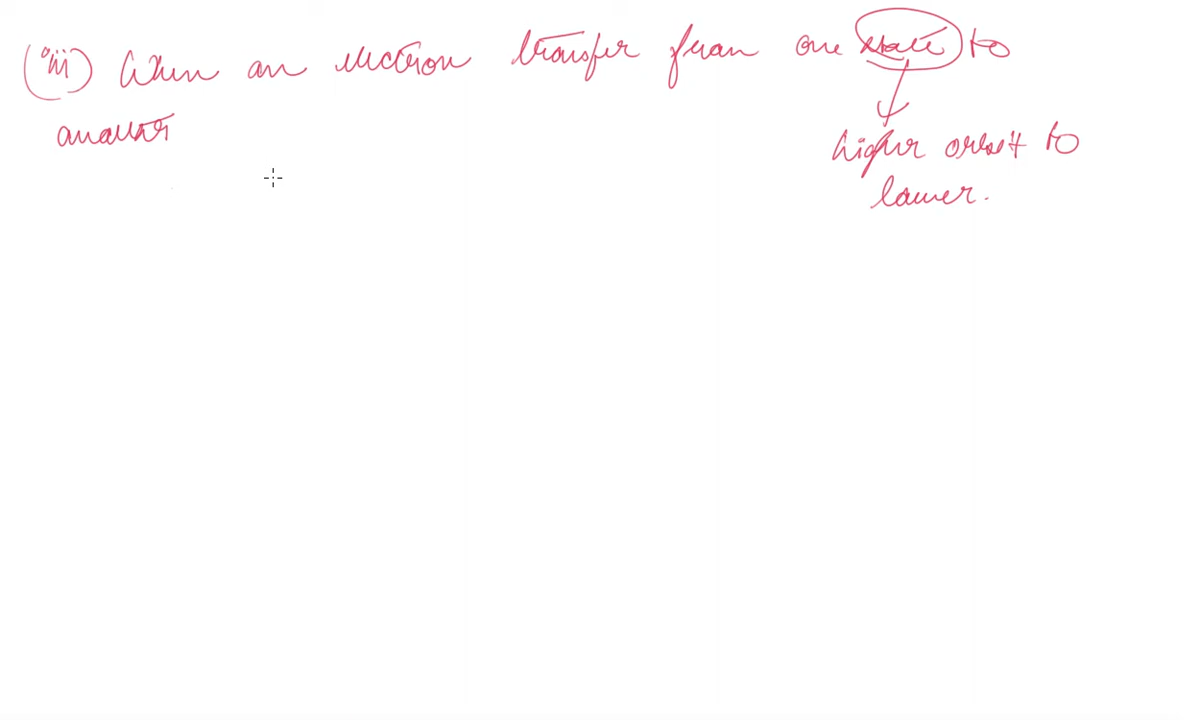 (iii) When an electron transfer from one state to
another
higher orbit to
lower.